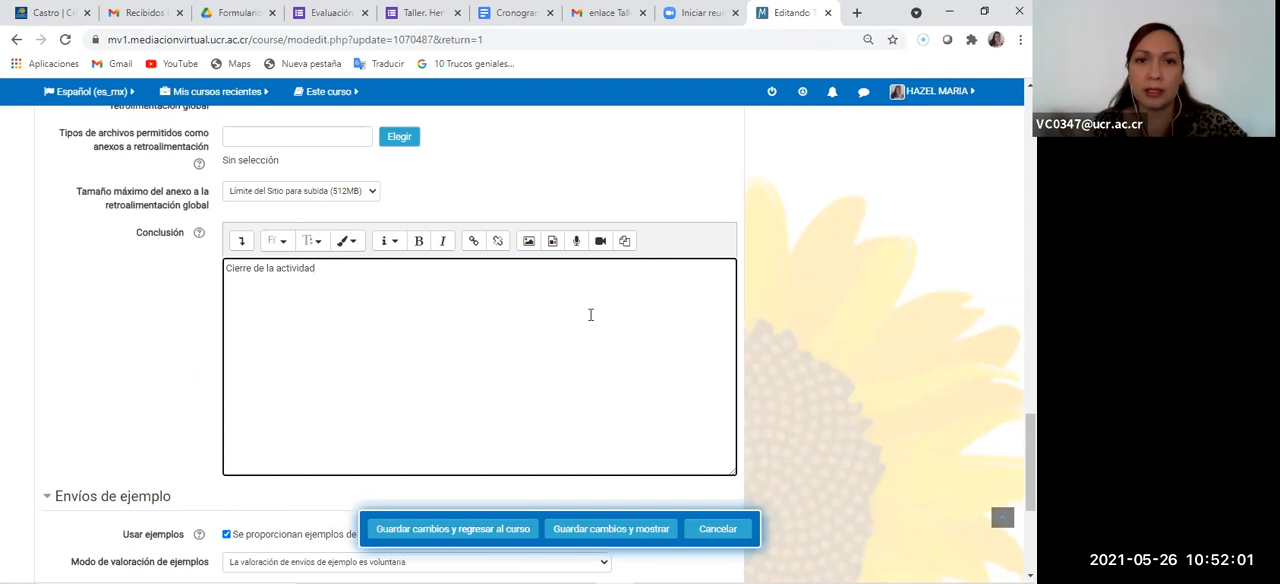 Castro | Cri
Recibidos
Formulario
Evaluación
Taller. Her
Cronogram
enlace Tall
Iniciar reun
Editando T
mv1.mediacionvirtual.ucr.ac.cr/course/modedit.php?update=1070487&return=1
Aplicaciones
Gmail
YouTube
Maps
Nueva pestaña
Traducir
10 Trucos geniales...
VC0347@ucr.ac.cr
Español (es_mx)
Mis cursos recientes
Este curso
HAZEL MARIA
retroalimentación global
Tipos de archivos permitidos como
anexos a retroalimentación
Elegir
Sin selección
Tamaño máximo del anexo a la
retroalimentación global
Límite del Sitio para subida (512MB)
Conclusión
B I
Cierre de la actividad
Envíos de ejemplo
Guardar cambios y regresar al curso
Guardar cambios y mostrar
Cancelar
Usar ejemplos
Se proporcionan ejemplos de
Modo de valoración de ejemplos
La valoración de envíos de ejemplo es voluntaria
2021-05-26 10:52:01